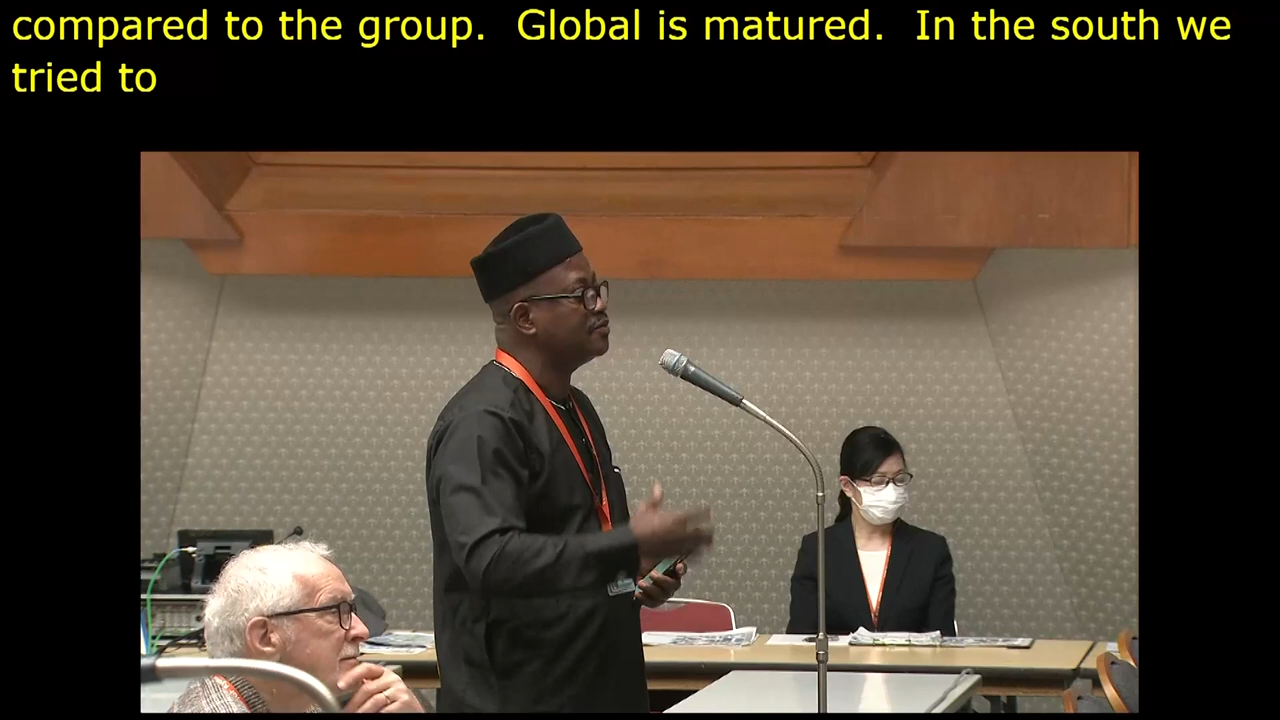 compared to the group.  Global is matured.  In the south we
tried to